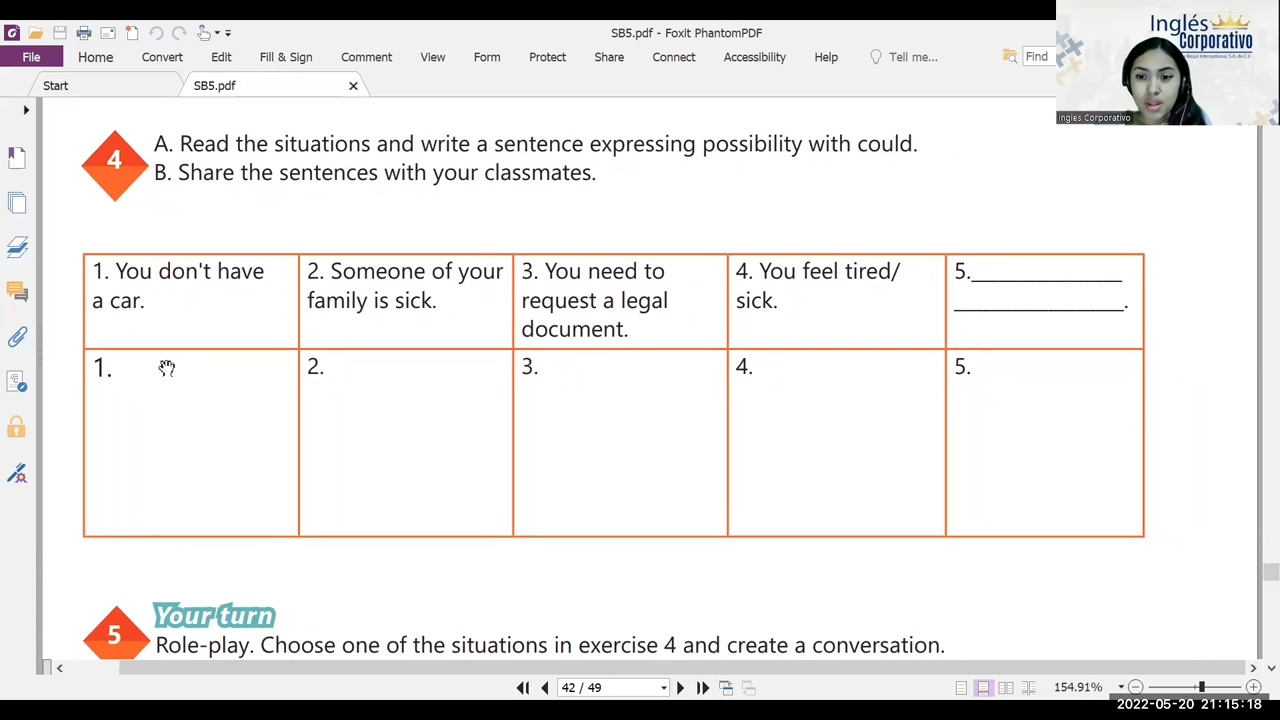 SB5.pdf - Foxit PhantomPDF
File Home Convert Edit Fill & Sign Comment View Form Protect Share Connect Accessibility Help Tell me... Find
Start SB5.pdf
Inglés
Corporativo
Ingles Corporativo
4
A. Read the situations and write a sentence expressing possibility with could.
B. Share the sentences with your classmates.
1. You don't have
a car.
2. Someone of your
family is sick.
3. You need to
request a legal
document.
4. You feel tired/
sick.
5.________________
__________________.
1.
2.
3.
4.
5.
5
Your turn
Role-play. Choose one of the situations in exercise 4 and create a conversation.
42 / 49
154.91%
2022-05-20 21:15:18